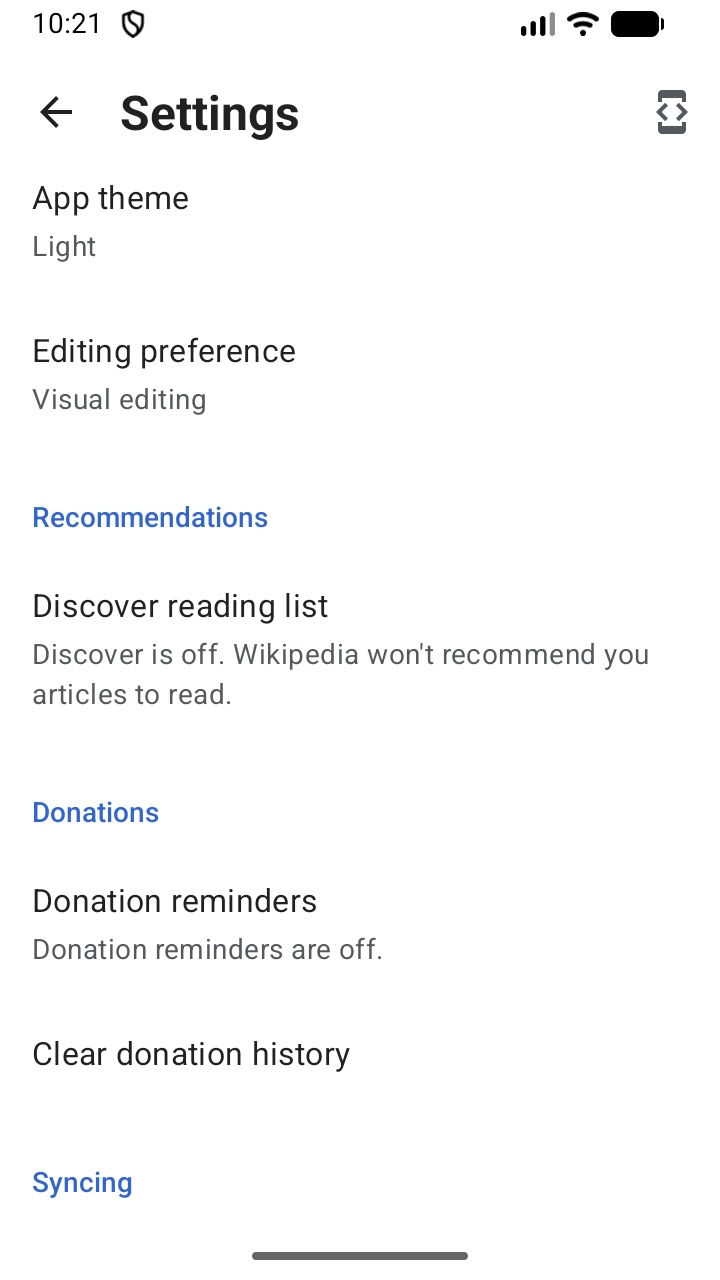 10:21
Settings
App theme
Light
Editing preference
Visual editing
Recommendations
Discover reading list
Discover is off. Wikipedia won't recommend you
articles to read.
Donations
Donation reminders
Donation reminders are off.
Clear donation history
Syncing